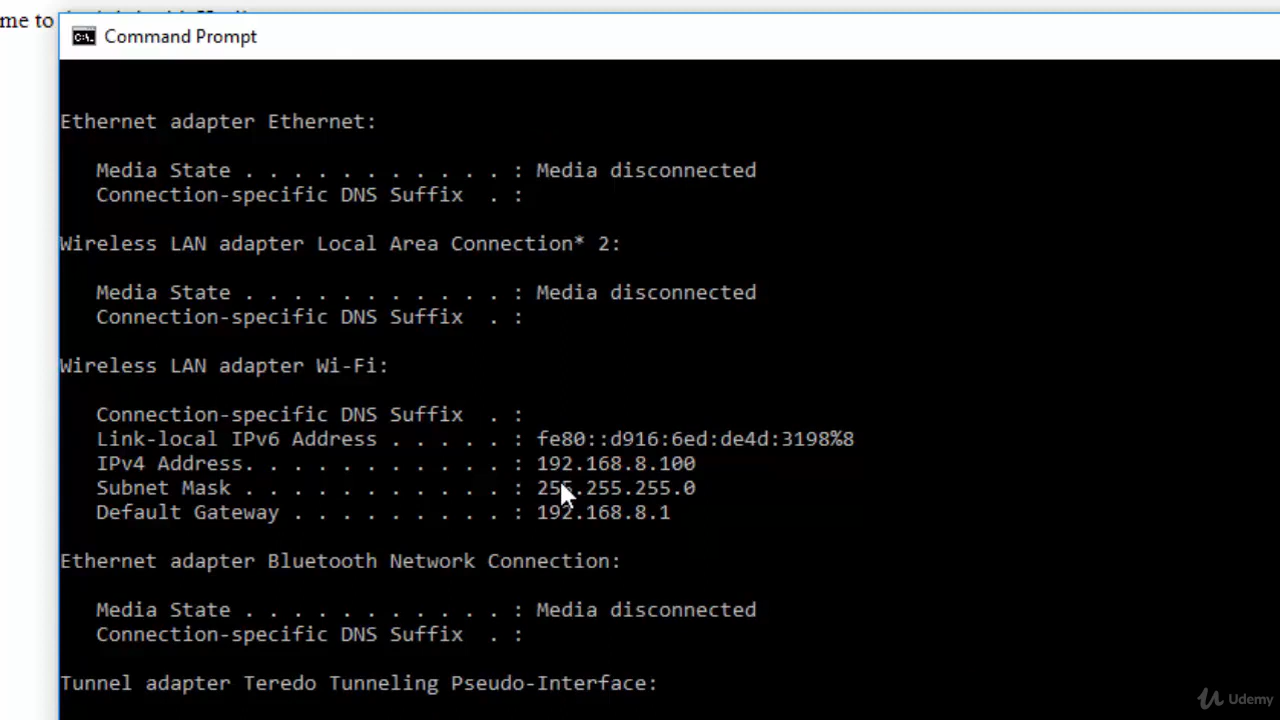 me to
Command Prompt
Ethernet adapter Ethernet:
Media State . . . . . . . . . . . : Media disconnected
Connection-specific DNS Suffix  . :
Wireless LAN adapter Local Area Connection* 2:
Media State . . . . . . . . . . . : Media disconnected
Connection-specific DNS Suffix  . :
Wireless LAN adapter Wi-Fi:
Connection-specific DNS Suffix  . :
Link-local IPv6 Address . . . . . : fe80::d916:6ed:de4d:3198%8
IPv4 Address. . . . . . . . . . . : 192.168.8.100
Subnet Mask . . . . . . . . . . . : 255.255.255.0
Default Gateway . . . . . . . . . : 192.168.8.1
Ethernet adapter Bluetooth Network Connection:
Media State . . . . . . . . . . . : Media disconnected
Connection-specific DNS Suffix  . :
Tunnel adapter Teredo Tunneling Pseudo-Interface:
Udemy